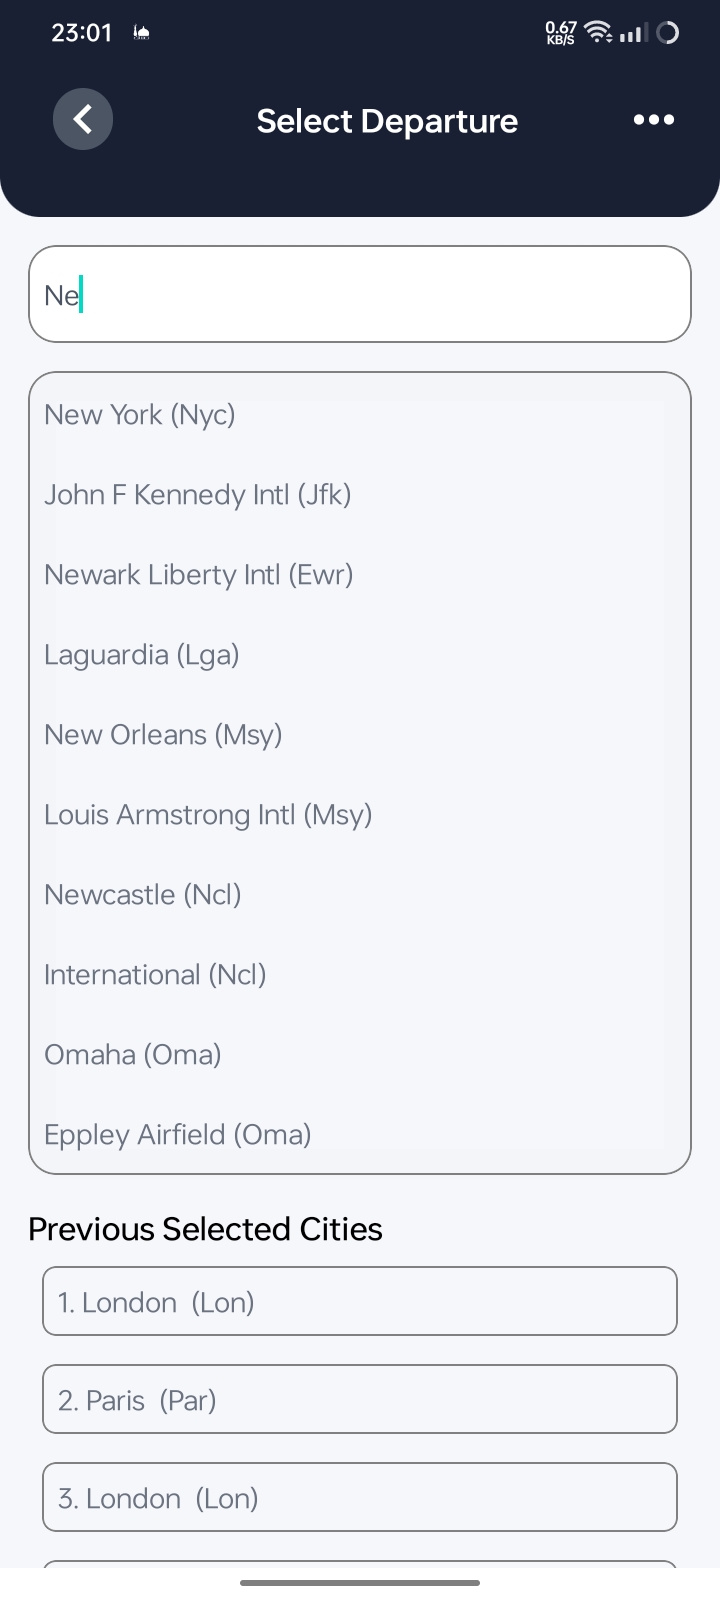 23:01
0.67
KB/S
Select Departure
Ne
New York (Nyc)
John F Kennedy Intl (Jfk)
Newark Liberty Intl (Ewr)
Laguardia (Lga)
New Orleans (Msy)
Louis Armstrong Intl (Msy)
Newcastle (Ncl)
International (Ncl)
Omaha (Oma)
Eppley Airfield (Oma)
Previous Selected Cities
1. London (Lon)
2. Paris (Par)
3. London (Lon)